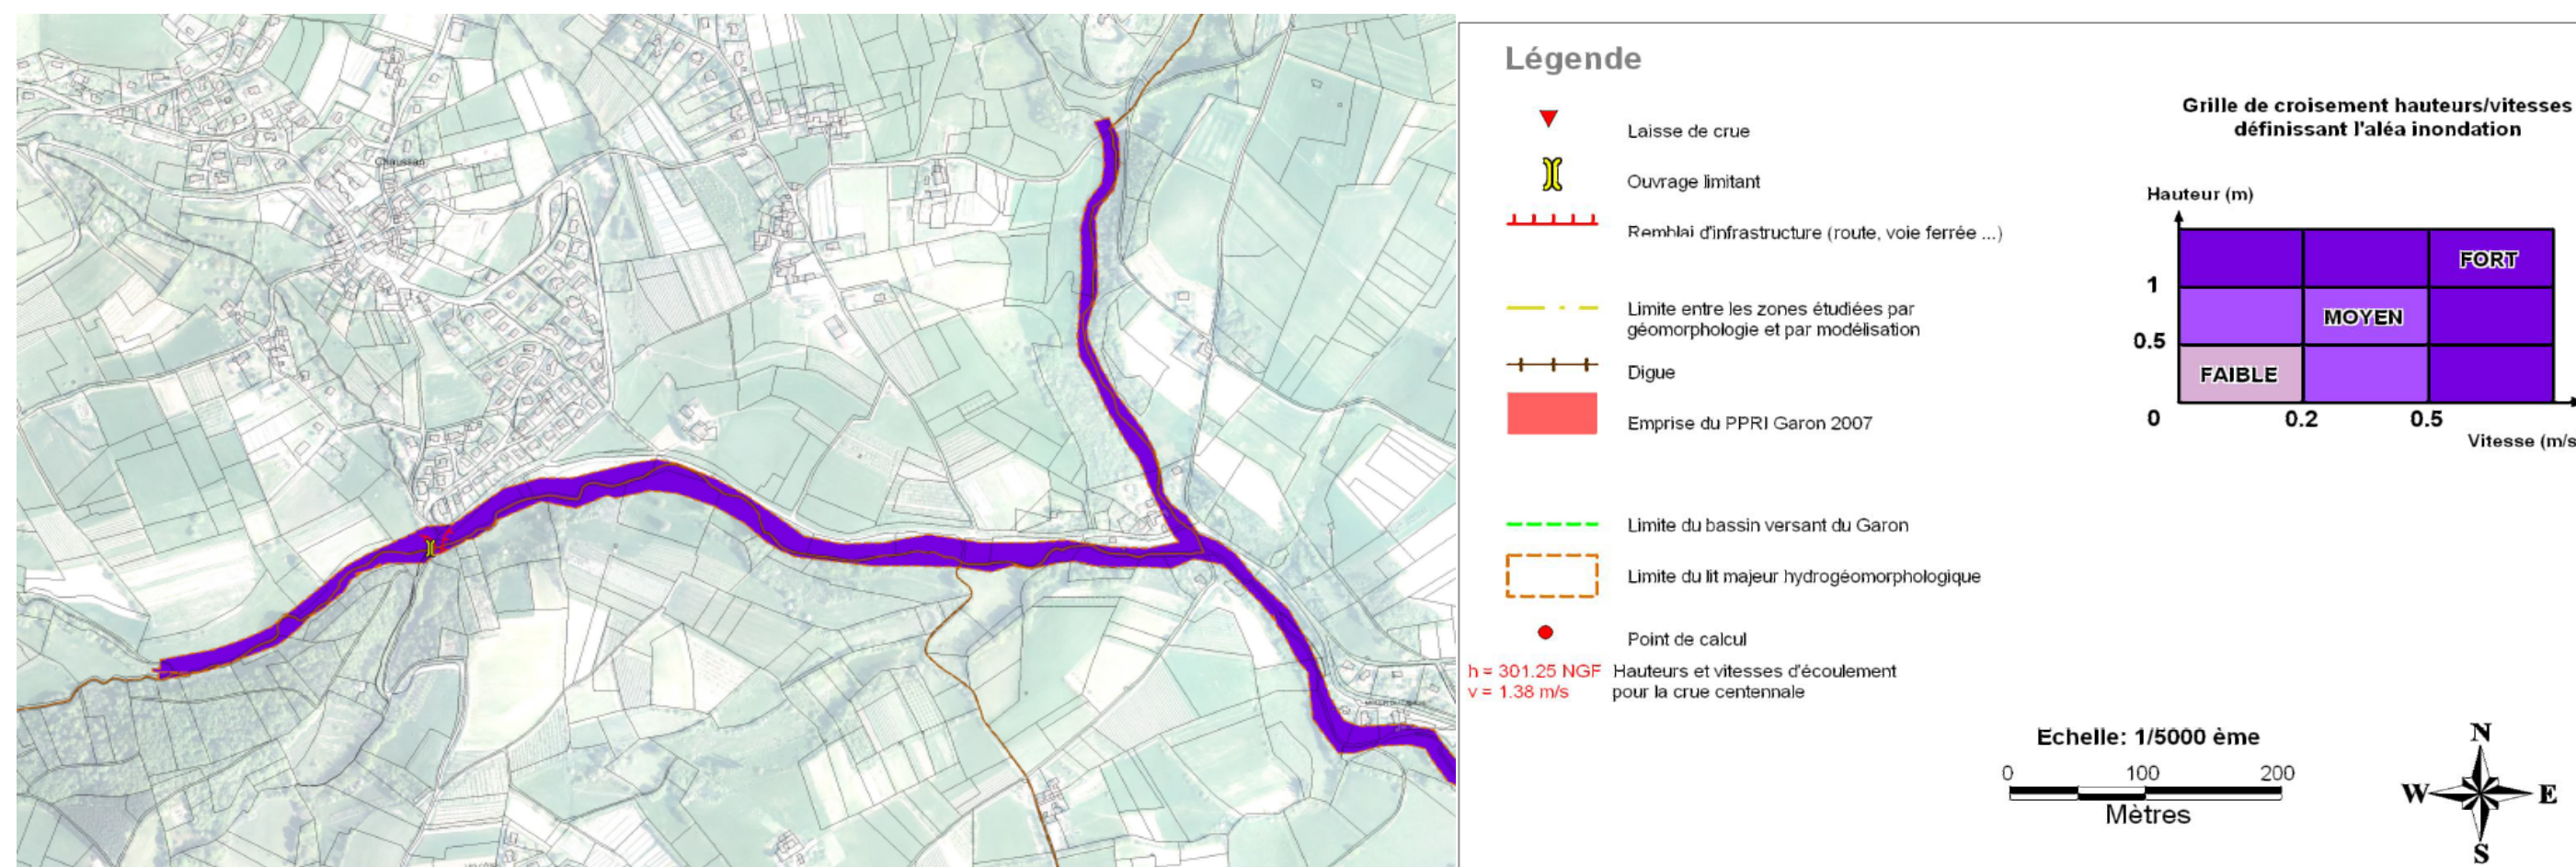 Chaussan
Légende
Laisse de crue
Ouvrage limitant
Remblai d'infrastructure (route, voie ferrée ...)
Limite entre les zones étudiées par
géomorphologie et par modélisation
Digue
Emprise du PPRI Garon 2007
Limite du bassin versant du Garon
Limite du lit majeur hydrogéomorphologique
Point de calcul
h = 301.25 NGF Hauteurs et vitesses d'écoulement
v = 1.38 m/s pour la crue centennale
Grille de croisement hauteurs/vitesses
définissant l'aléa inondation
Hauteur (m)
FORT
1
MOYEN
0.5
FAIBLE
0 0.2 0.5
Vitesse (m/s
Echelle: 1/5000 ème
0 100 200
Mètres
N
W E
S